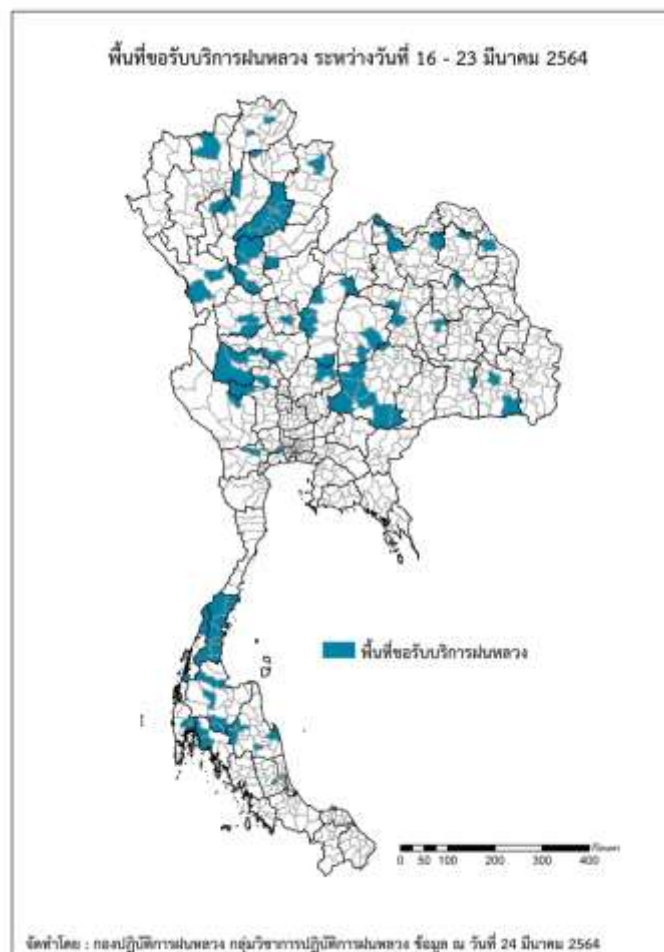 พื้นที่ขอรับบริการฝนหลวง ระหว่างวันที่ 16 - 23 มีนาคม 2564
พื้นที่ขอรับบริการฝนหลวง
0 50 100 200 300 400
จัดทำโดย : กองปฏิบัติการฝนหลวง กลุ่มวิชาการปฏิบัติการฝนหลวง ข้อมูล ณ วันที่ 24 มีนาคม 2564